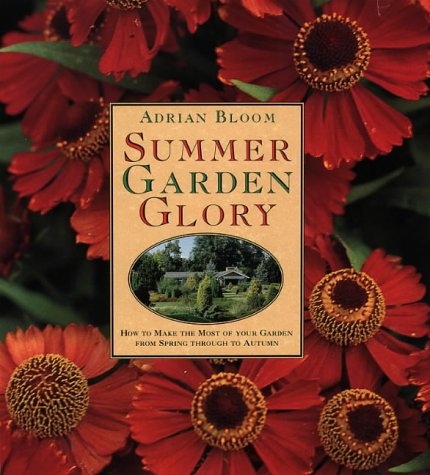 ADRIAN BLOOM
SUMMER
GARDEN
GLORY
HOW TO MAKE THE MOST OF YOUR GARDEN
FROM SPRING THROUGH TO AUTUMN